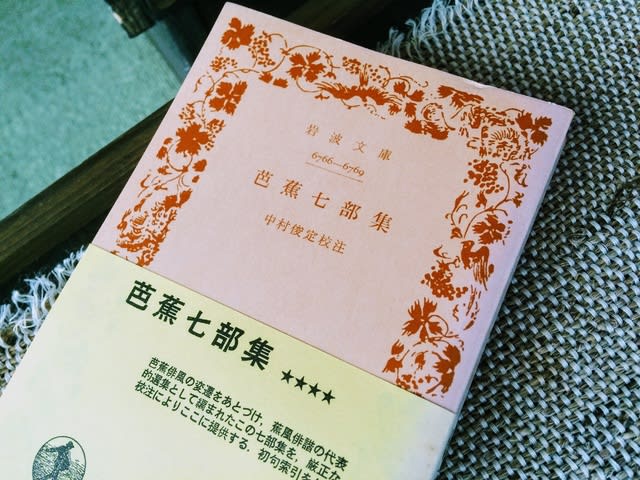 岩波文庫
6766—6769
芭蕉七部集
中村俊定校注
芭蕉七部集 ★★★★
芭蕉俳風の変遷をあとづけ，蕉風俳諧の代表
的選集として編まれたこの七部集を，厳正な
校注によりここに提供する．初句索引を